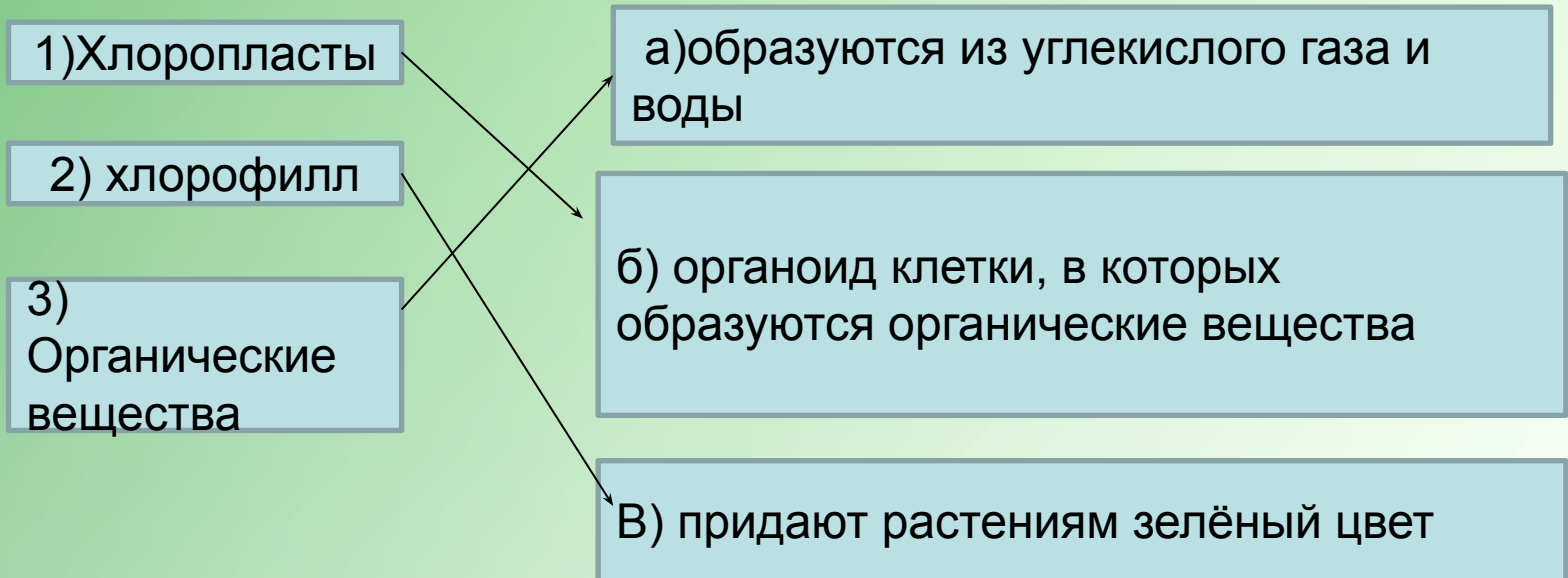 1)Хлоропласты
2) хлорофилл
3)
Органические
вещества
а)образуются из углекислого газа и
воды
б) органоид клетки, в которых
образуются органические вещества
В) придают растениям зелёный цвет